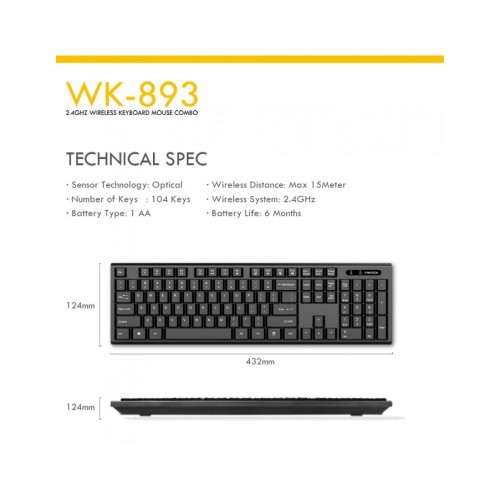 WK-893
2.4GHZ WIRELESS KEYBOARD MOUSE COMBO
TECHNICAL SPEC
· Sensor Technology: Optical
· Number of Keys : 104 Keys
· Battery Type: 1 AA
· Wireless Distance: Max 15Meter
· Wireless System: 2.4GHz
· Battery Life: 6 Months
124mm
432mm
124mm